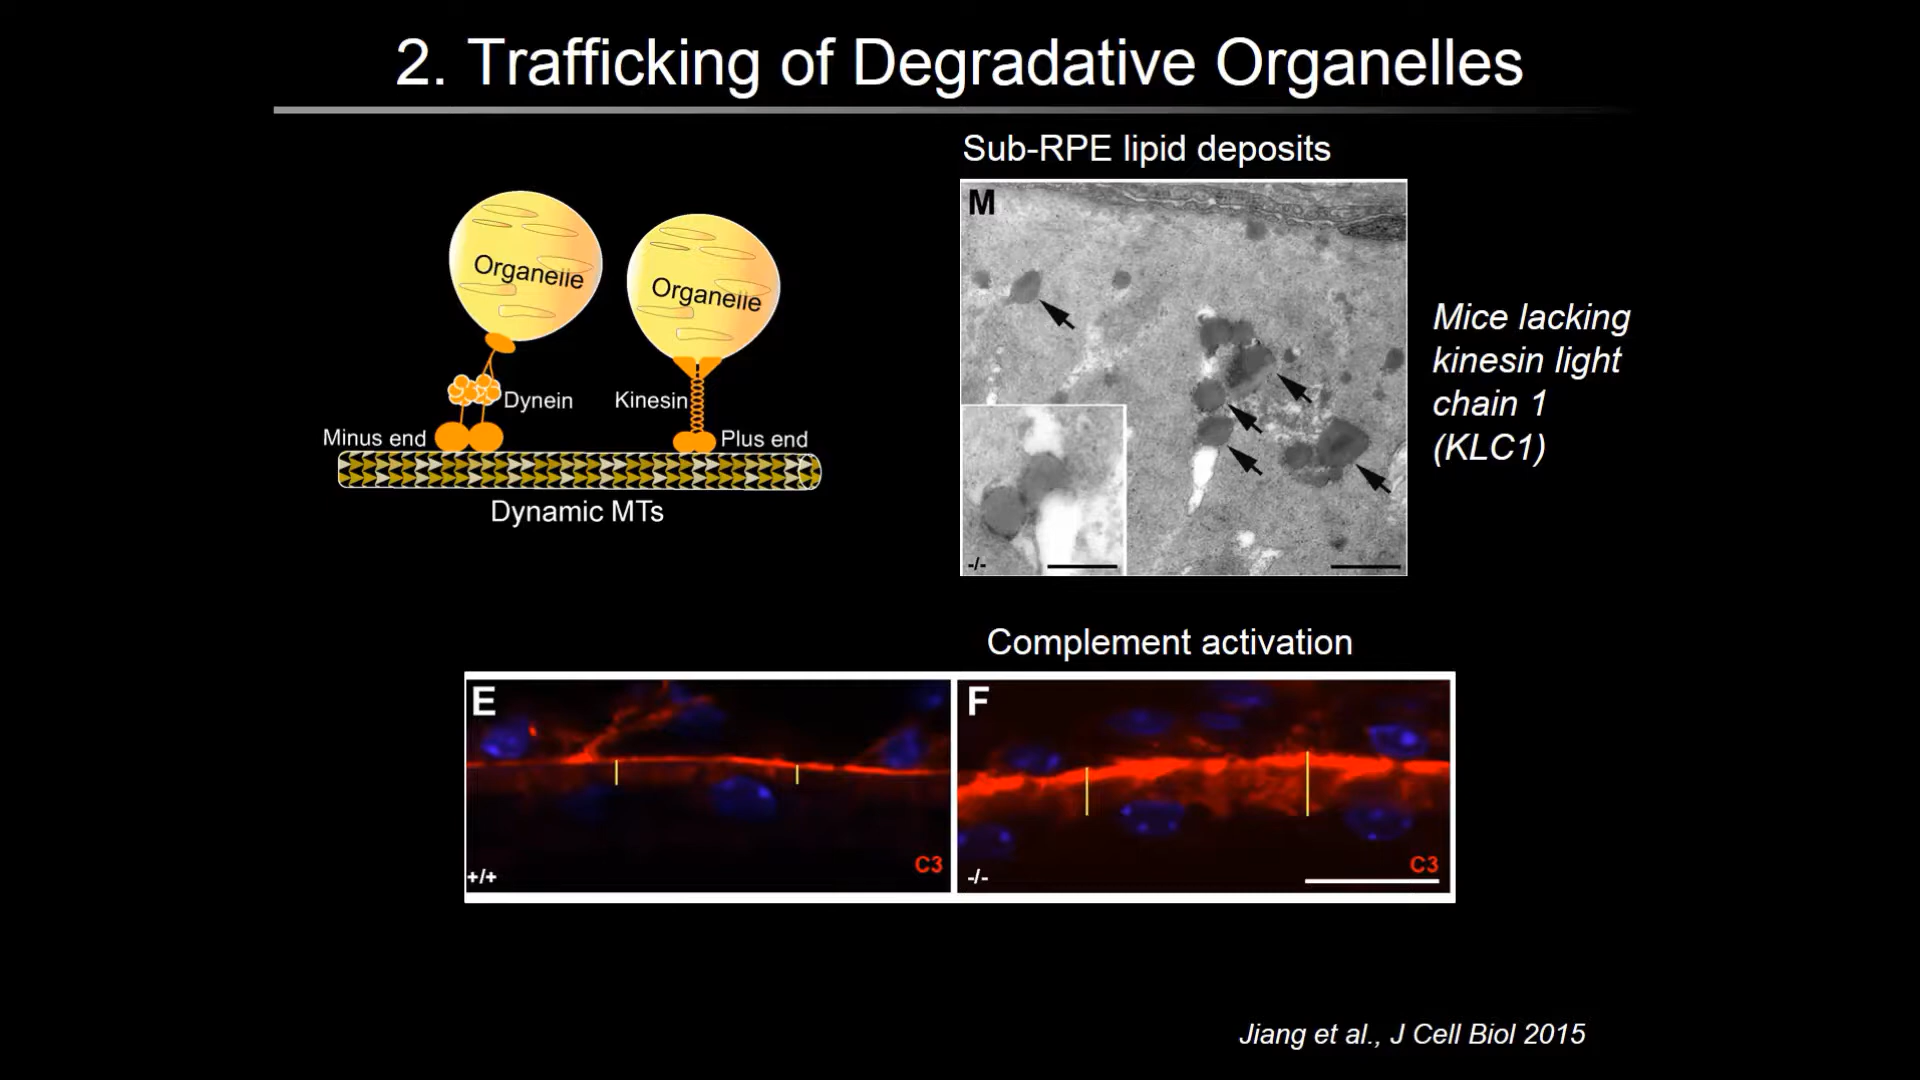 2. Trafficking of Degradative Organelles
Sub-RPE lipid deposits
M
Organelle
Organelle
Mice lacking
kinesin light
chain 1
(KLC1)
Dynein
Kinesin
Minus end
Plus end
Dynamic MTs
-/-
Complement activation
E
F
C3
C3
+/+
-/-
Jiang et al., J Cell Biol 2015